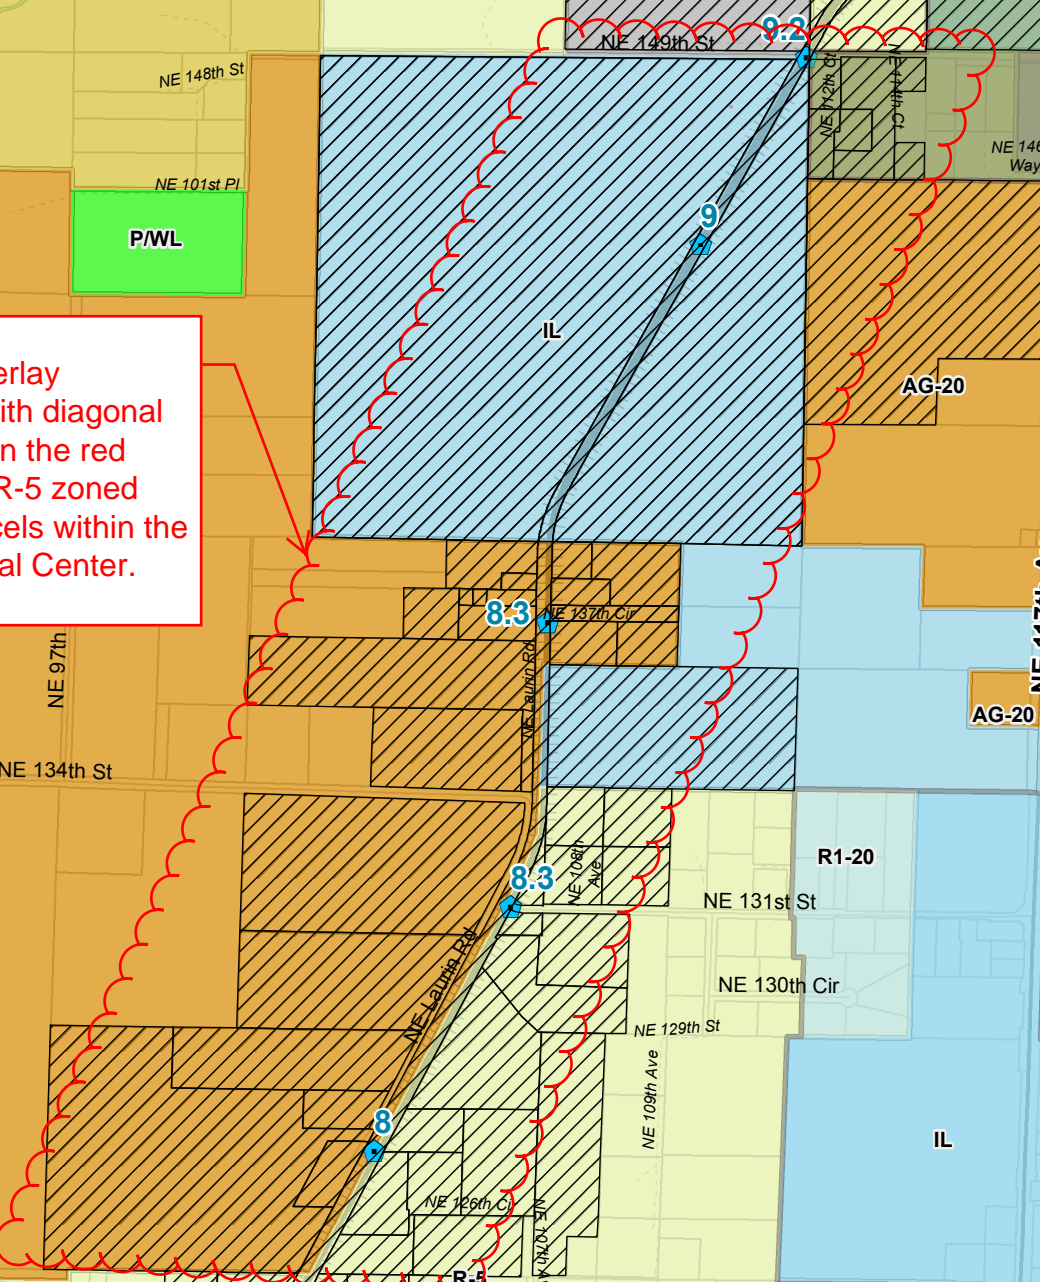 9.2
NE 149th St
NE 148th St
NE 112th Ct
NE 114th Ct
NE 146
Way
NE 101st Pl
P/WL
9
IL
AG-20
erlay
ith diagonal
n the red
R-5 zoned
cels within the
al Center.
8.3
NE 137th Cir
NE 97th
NE Laurin Rd
NE 117th A
AG-20
NE 134th St
NE 108th
Ave
R1-20
8.3
NE 131st St
NE Laurin Rd
NE 130th Cir
NE 129th St
NE 109th Ave
8
IL
NE 126th Ci
NE 107th A
R-5